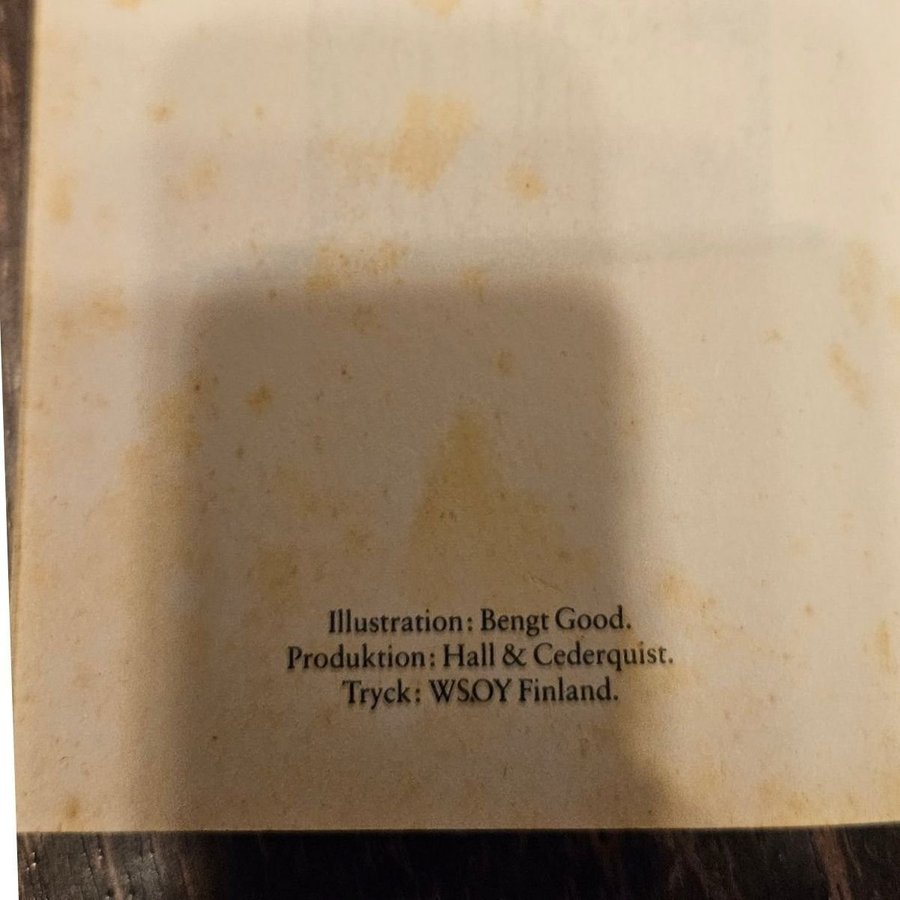 Illustration: Bengt Good.
Produktion: Hall & Cederquist.
Tryck: WSOY Finland.